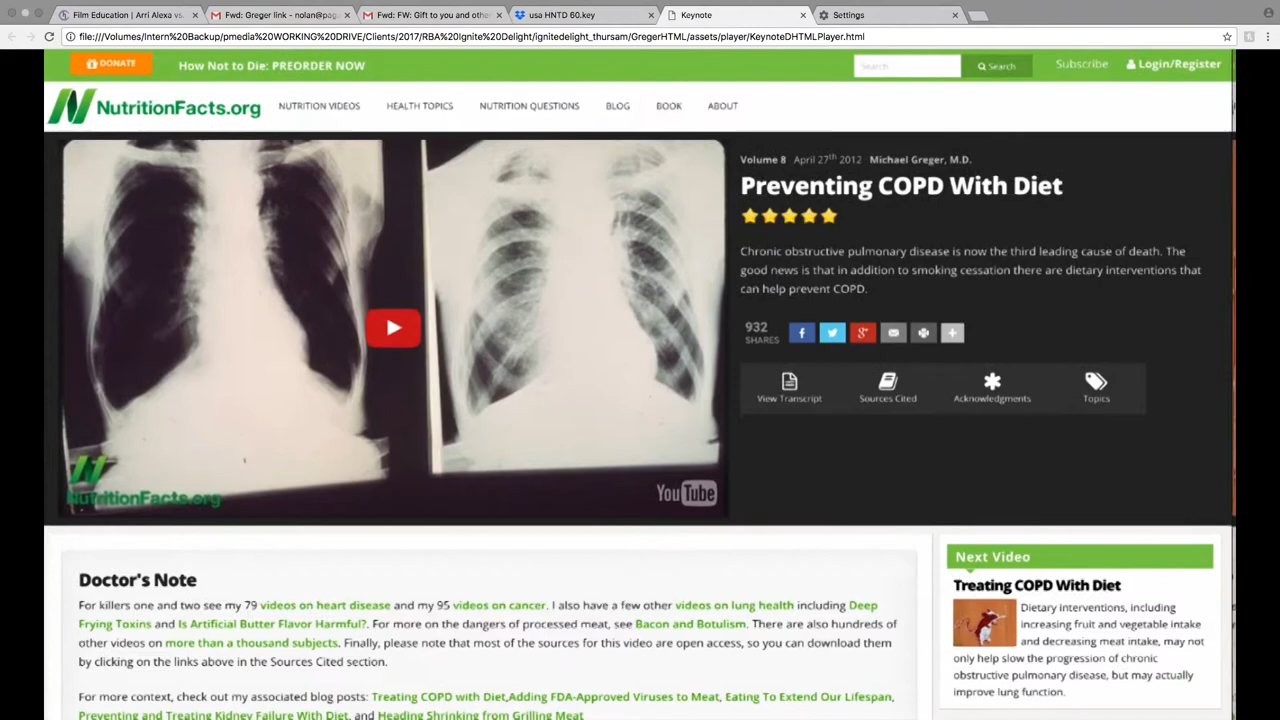 Film Education | Arri Alexa vs.
Fwd: Greger link - nolan@pag
Fwd: FW: Gift to you and othe
usa HNTD 60.key
Keynote
Settings
file:///Volumes/Intern%20Backup/pmedia%20WORKING%20DRIVE/Clients/2017/RBA%20Ignite%20Delight/ignitedelight_thursam/GregerHTML/assets/player/KeynoteDHTMLPlayer.html
DONATE
How Not to Die: PREORDER NOW
Search
Search
Subscribe
Login/Register
NutritionFacts.org
NUTRITION VIDEOS
HEALTH TOPICS
NUTRITION QUESTIONS
BLOG
BOOK
ABOUT
Volume 8 April 27th 2012 Michael Greger, M.D.
Preventing COPD With Diet
Chronic obstructive pulmonary disease is now the third leading cause of death. The
good news is that in addition to smoking cessation there are dietary interventions that
can help prevent COPD.
932
SHARES
View Transcript
Sources Cited
Acknowledgments
Topics
NutritionFacts.org
YouTube
Doctor's Note
For killers one and two see my 79 videos on heart disease and my 95 videos on cancer. I also have a few other videos on lung health including Deep
Frying Toxins and Is Artificial Butter Flavor Harmful?. For more on the dangers of processed meat, see Bacon and Botulism. There are also hundreds of
other videos on more than a thousand subjects. Finally, please note that most of the sources for this video are open access, so you can download them
by clicking on the links above in the Sources Cited section.
For more context, check out my associated blog posts: Treating COPD with Diet,Adding FDA-Approved Viruses to Meat, Eating To Extend Our Lifespan,
Preventing and Treating Kidney Failure With Diet, and Heading Shrinking from Grilling Meat
Next Video
Treating COPD With Diet
Dietary interventions, including
increasing fruit and vegetable intake
and decreasing meat intake, may not
only help slow the progression of chronic
obstructive pulmonary disease, but may actually
improve lung function.